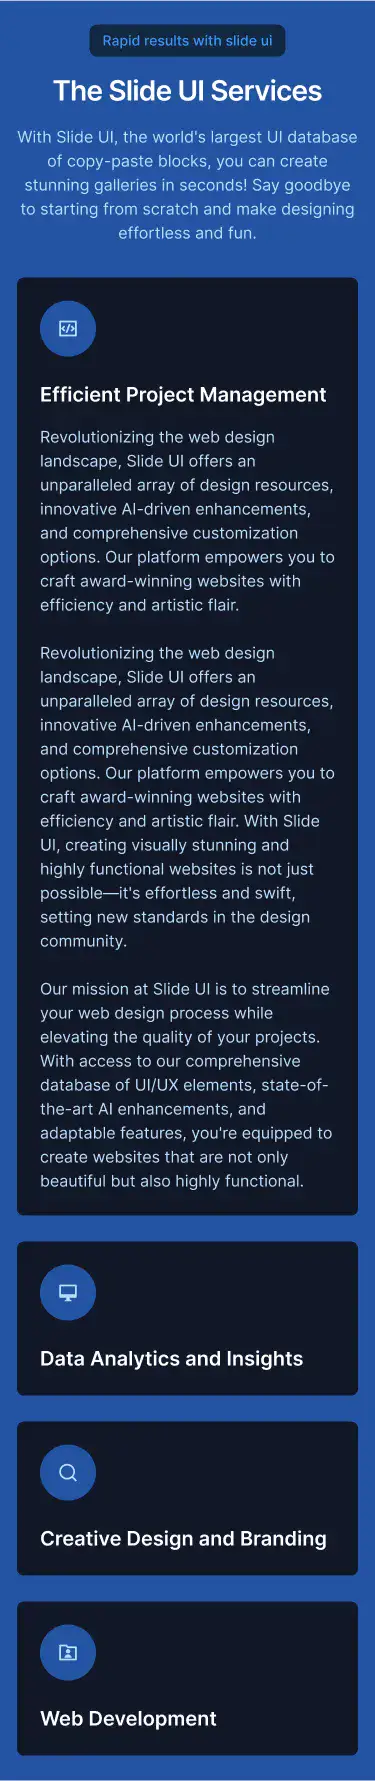 Rapid results with slide ui
The Slide UI Services
With Slide UI, the world's largest UI database
of copy-paste blocks, you can create
stunning galleries in seconds! Say goodbye
to starting from scratch and make designing
effortless and fun.
Efficient Project Management
Revolutionizing the web design
landscape, Slide UI offers an
unparalleled array of design resources,
innovative AI-driven enhancements,
and comprehensive customization
options. Our platform empowers you to
craft award-winning websites with
efficiency and artistic flair.
Revolutionizing the web design
landscape, Slide UI offers an
unparalleled array of design resources,
innovative AI-driven enhancements,
and comprehensive customization
options. Our platform empowers you to
craft award-winning websites with
efficiency and artistic flair. With Slide
UI, creating visually stunning and
highly functional websites is not just
possible—it's effortless and swift,
setting new standards in the design
community.
Our mission at Slide UI is to streamline
your web design process while
elevating the quality of your projects.
With access to our comprehensive
database of UI/UX elements, state-of-
the-art AI enhancements, and
adaptable features, you're equipped to
create websites that are not only
beautiful but also highly functional.
Data Analytics and Insights
Creative Design and Branding
Web Development